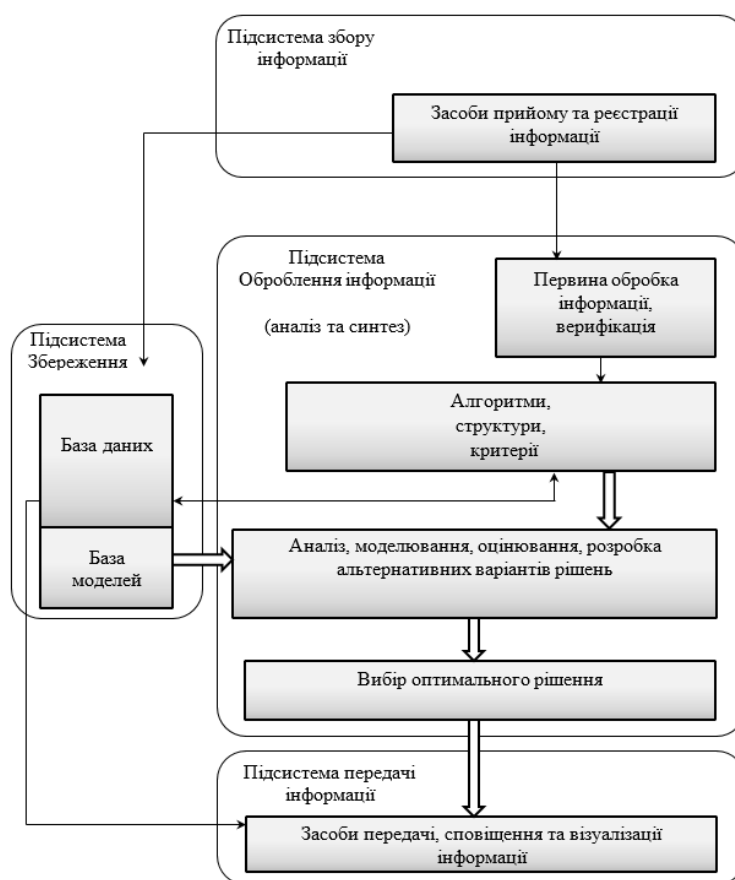 Підсистема збору
інформації
Засоби прийому та реєстрації
інформації
Підсистема
Оброблення інформації
(аналіз та синтез)
Первина обробка
інформації,
верифікація
Підсистема
Збереження
Алгоритми,
структури,
критерії
База даних
База
моделей
Аналіз, моделювання, оцінювання, розробка
альтернативних варіантів рішень
Вибір оптимального рішення
Підсистема передачі
інформації
Засоби передачі, сповіщення та візуалізації
інформації